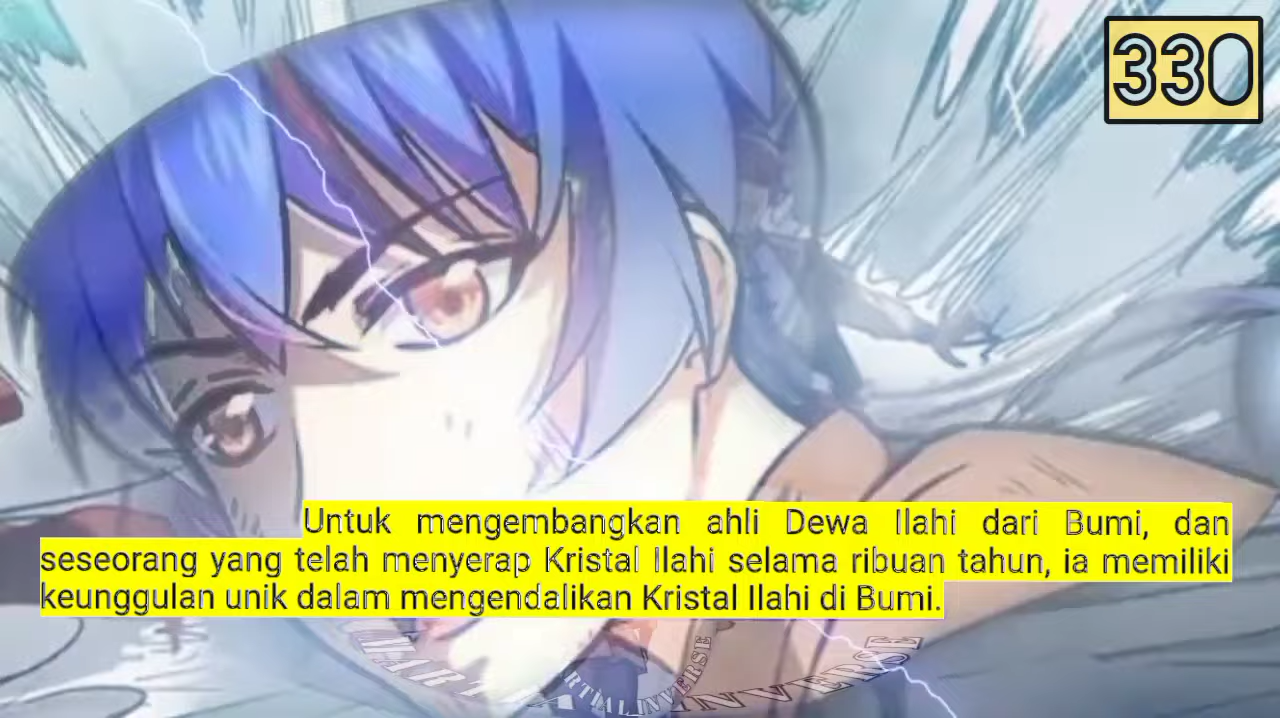 330
Untuk mengembangkan ahli Dewa Ilahi dari Bumi, dan
seseorang yang telah menyerap Kristal Ilahi selama ribuan tahun, ia memiliki
keunggulan unik dalam mengendalikan Kristal Ilahi di Bumi.
INVERSE